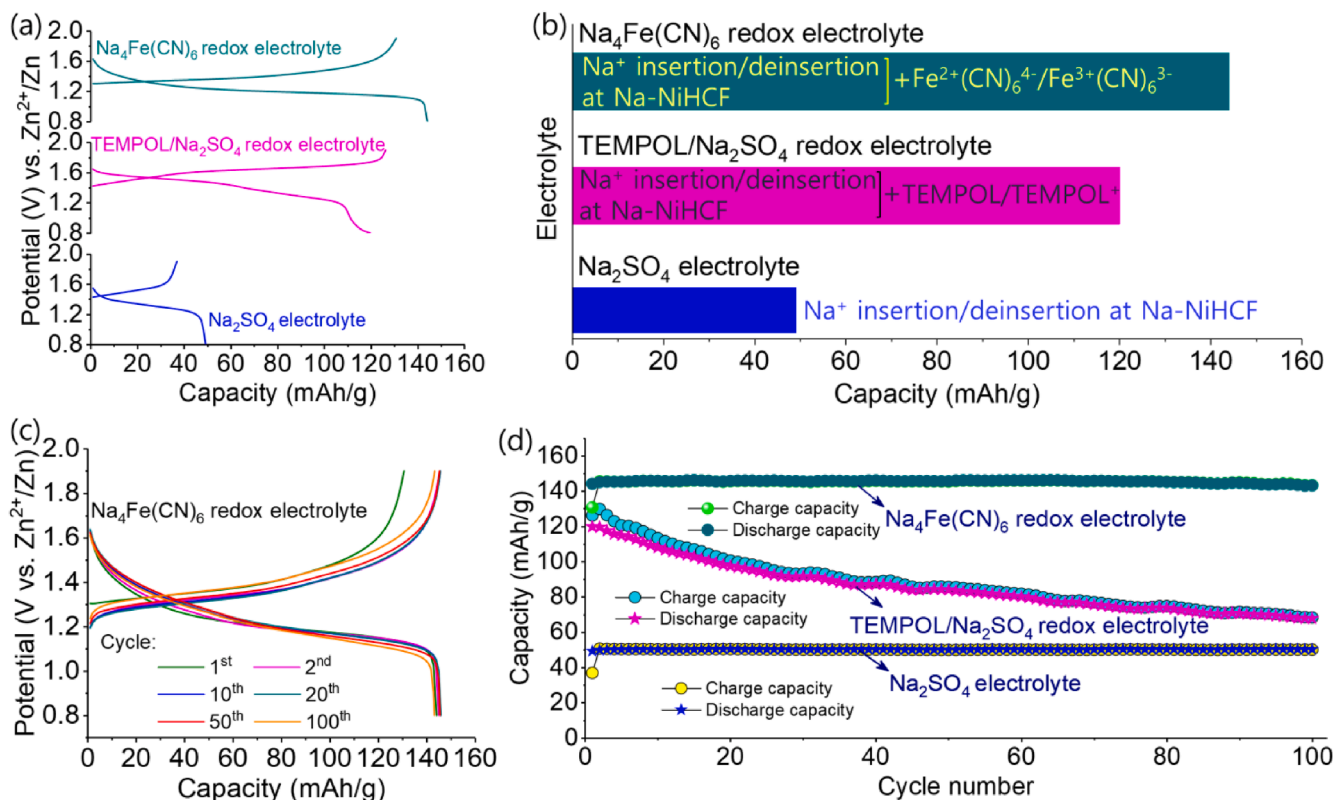 (a)
Na₄Fe(CN)₆ redox electrolyte
TEMPOL/Na₂SO₄ redox electrolyte
Na₂SO₄ electrolyte
2.0
1.6
1.2
0.8
2.0
1.6
1.2
0.8
2.0
1.6
1.2
0.8
Potential (V) vs. Zn²⁺/Zn
0 20 40 60 80 100 120 140 160
Capacity (mAh/g)
(b)
Na₄Fe(CN)₆ redox electrolyte
Na⁺ insertion/deinsertion
at Na-NiHCF
+Fe²⁺(CN)₆⁴⁻/Fe³⁺(CN)₆³⁻
TEMPOL/Na₂SO₄ redox electrolyte
Na⁺ insertion/deinsertion
at Na-NiHCF
+TEMPOL/TEMPOL⁺
Na₂SO₄ electrolyte
Na⁺ insertion/deinsertion at Na-NiHCF
Electrolyte
0 20 40 60 80 100 120 140 160
Capacity (mAh/g)
(c)
Na₄Fe(CN)₆ redox electrolyte
2.0
1.8
1.6
1.4
1.2
1.0
0.8
Potential (V vs. Zn²⁺/Zn)
Cycle:
1ˢᵗ 2ⁿᵈ
10ᵗʰ 20ᵗʰ
50ᵗʰ 100ᵗʰ
0 20 40 60 80 100 120 140 160
Capacity (mAh/g)
(d)
160
140
120
100
80
60
40
20
0
Capacity (mAh/g)
Charge capacity
Discharge capacity
Na₄Fe(CN)₆ redox electrolyte
Charge capacity
Discharge capacity
TEMPOL/Na₂SO₄ redox electrolyte
Na₂SO₄ electrolyte
Charge capacity
Discharge capacity
0 20 40 60 80 100
Cycle number